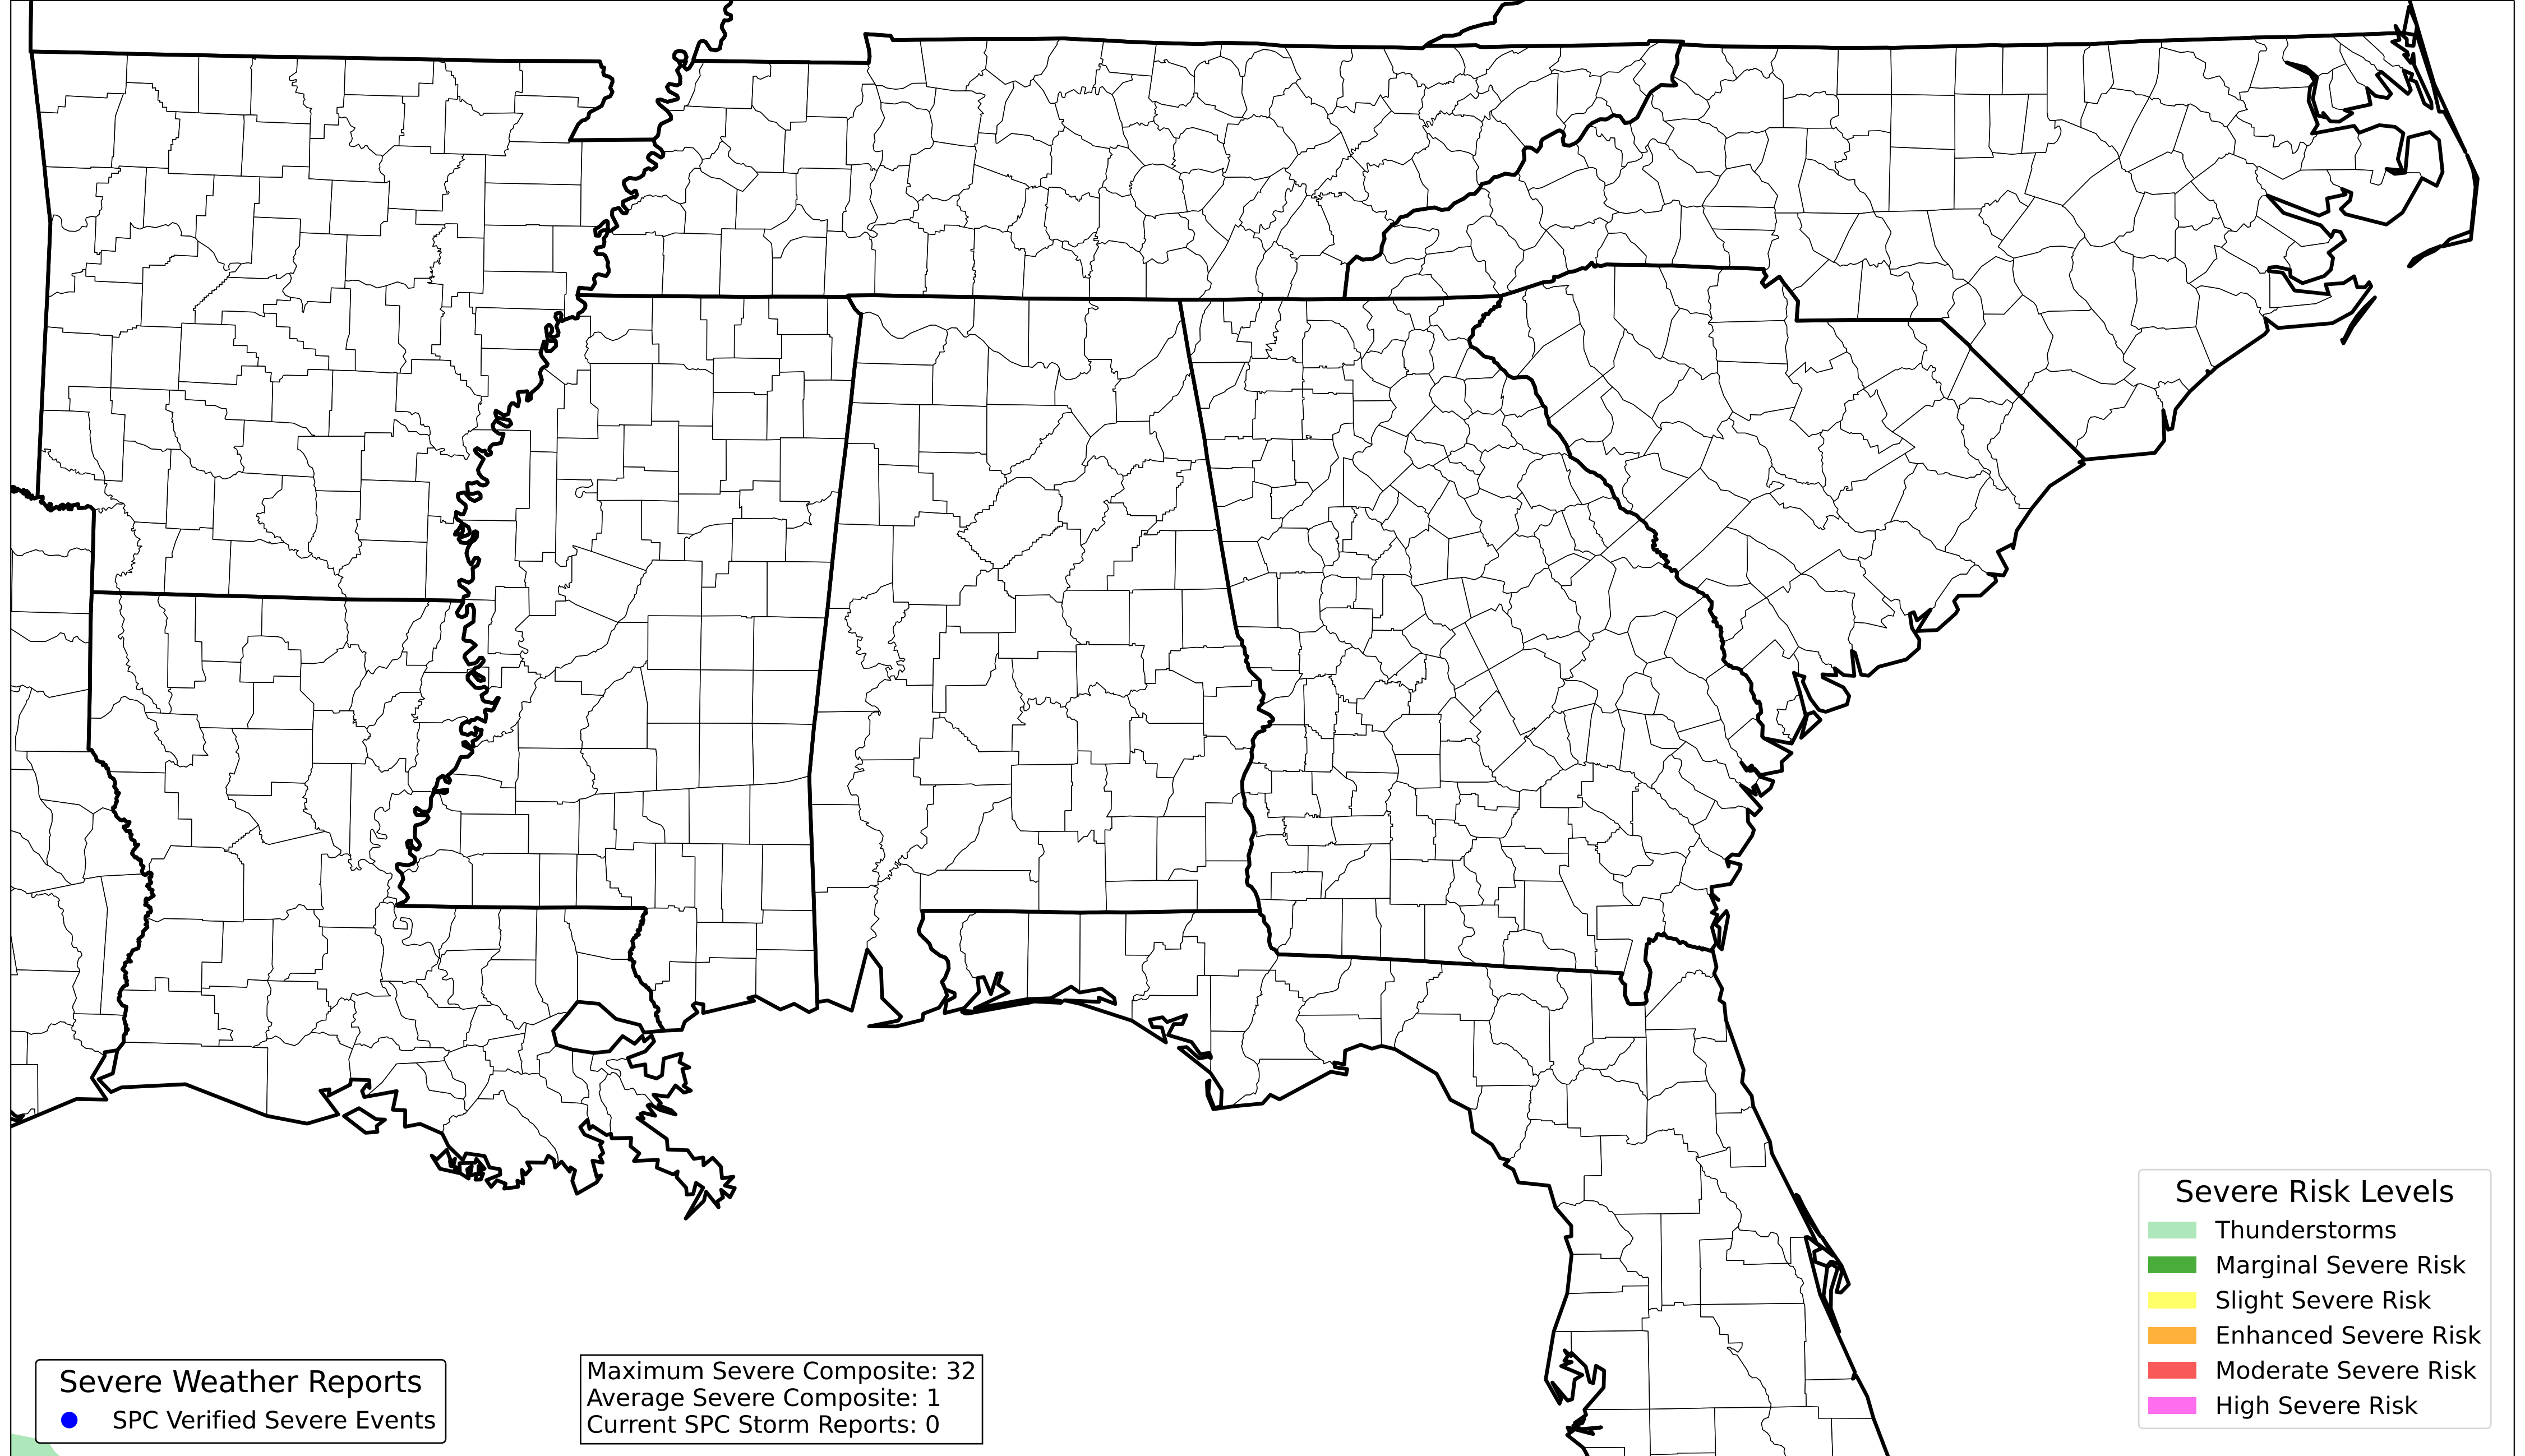 Severe Risk Levels
Thunderstorms
Marginal Severe Risk
Slight Severe Risk
Enhanced Severe Risk
Moderate Severe Risk
High Severe Risk
Severe Weather Reports
SPC Verified Severe Events
Maximum Severe Composite: 32
Average Severe Composite: 1
Current SPC Storm Reports: 0